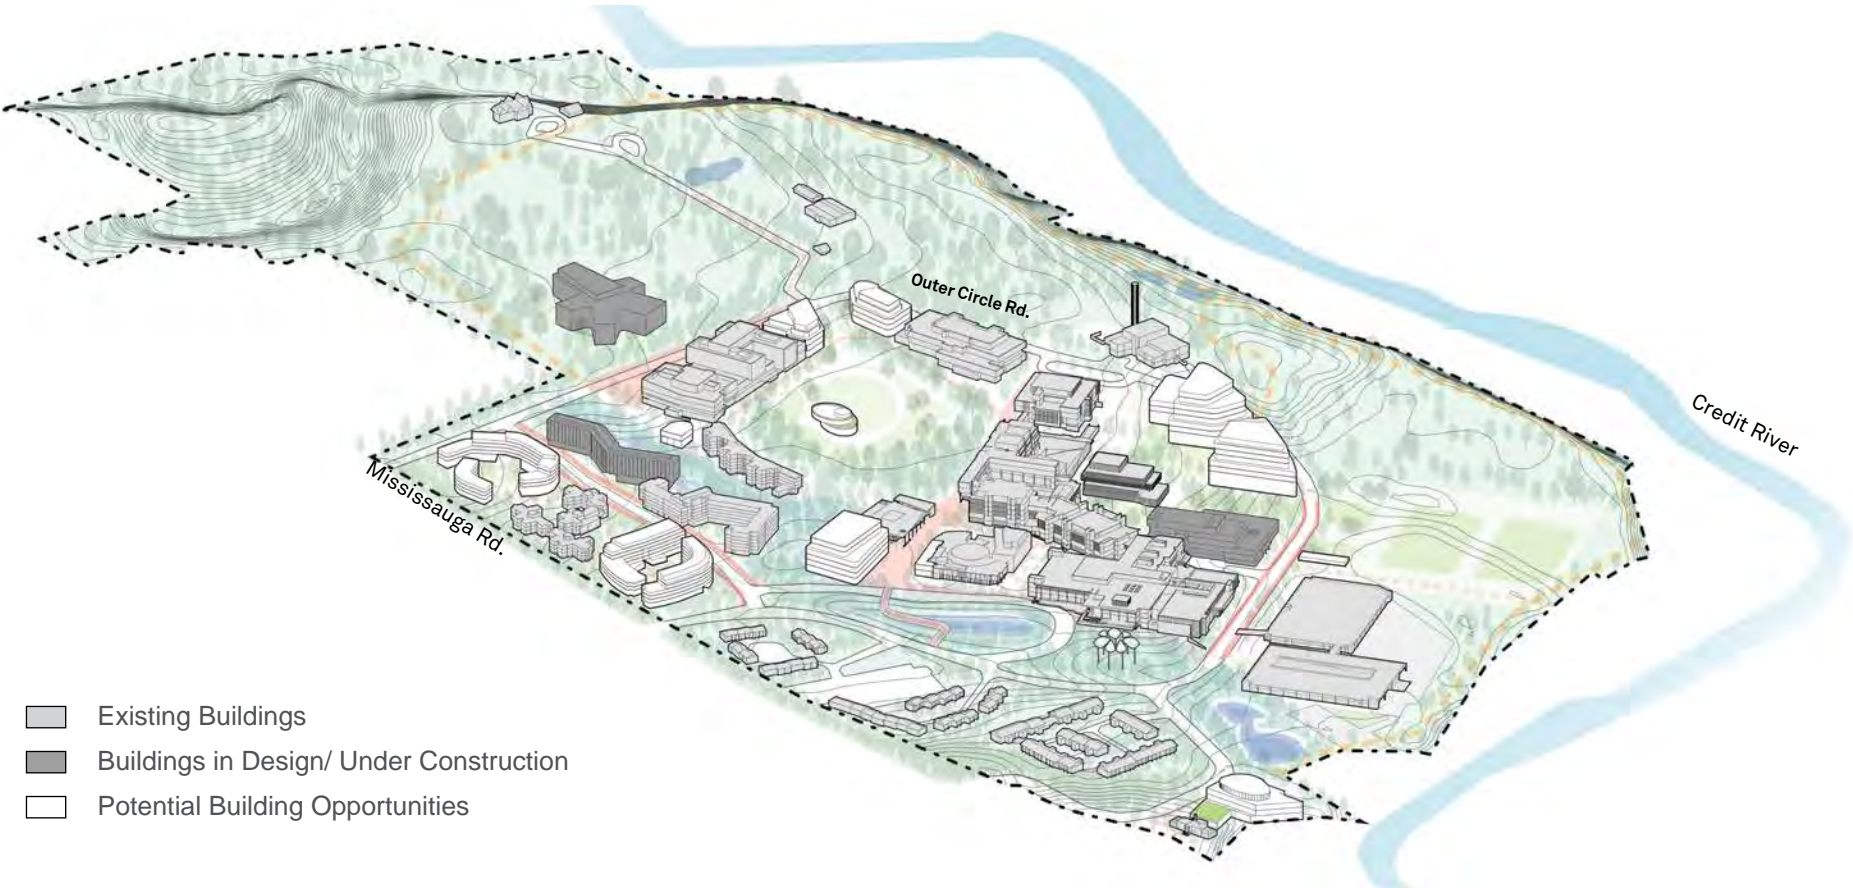 Outer Circle Rd.
Credit River
Mississauga Rd.
Existing Buildings
Buildings in Design/ Under Construction
Potential Building Opportunities